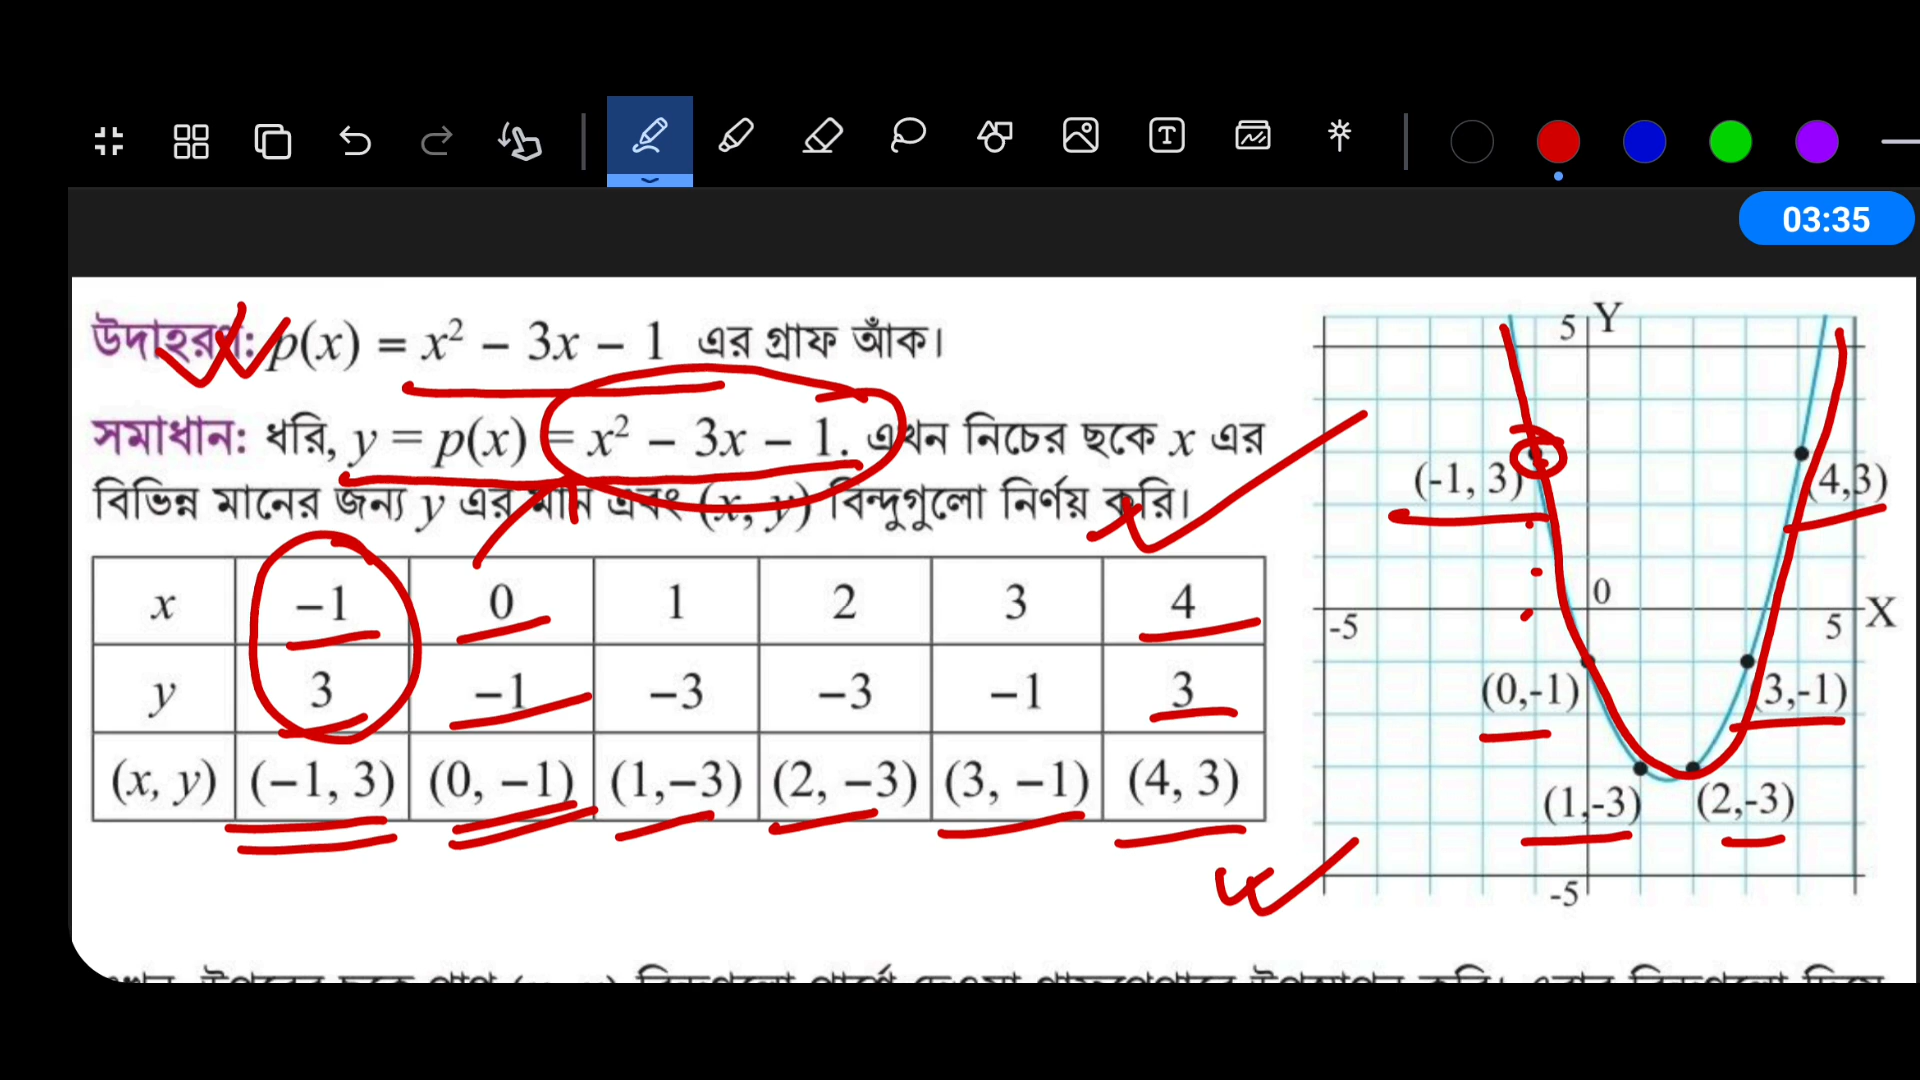 03:35
উদাহরণ: p(x) = x² − 3x − 1 এর গ্রাফ আঁক।
সমাধান: ধরি, y = p(x) = x² − 3x − 1. এখন নিচের ছকে x এর
বিভিন্ন মানের জন্য y এর মান এবং (x, y) বিন্দুগুলো নির্ণয় করি।
x −1 0 1 2 3 4
y 3 −1 −3 −3 −1 3
(x, y) (−1, 3) (0, −1) (1,−3) (2, −3) (3, −1) (4, 3)
5 Y
(-1, 3) (4,3)
0
-5 5 X
(0,-1) (3,-1)
(1,-3) (2,-3)
-5